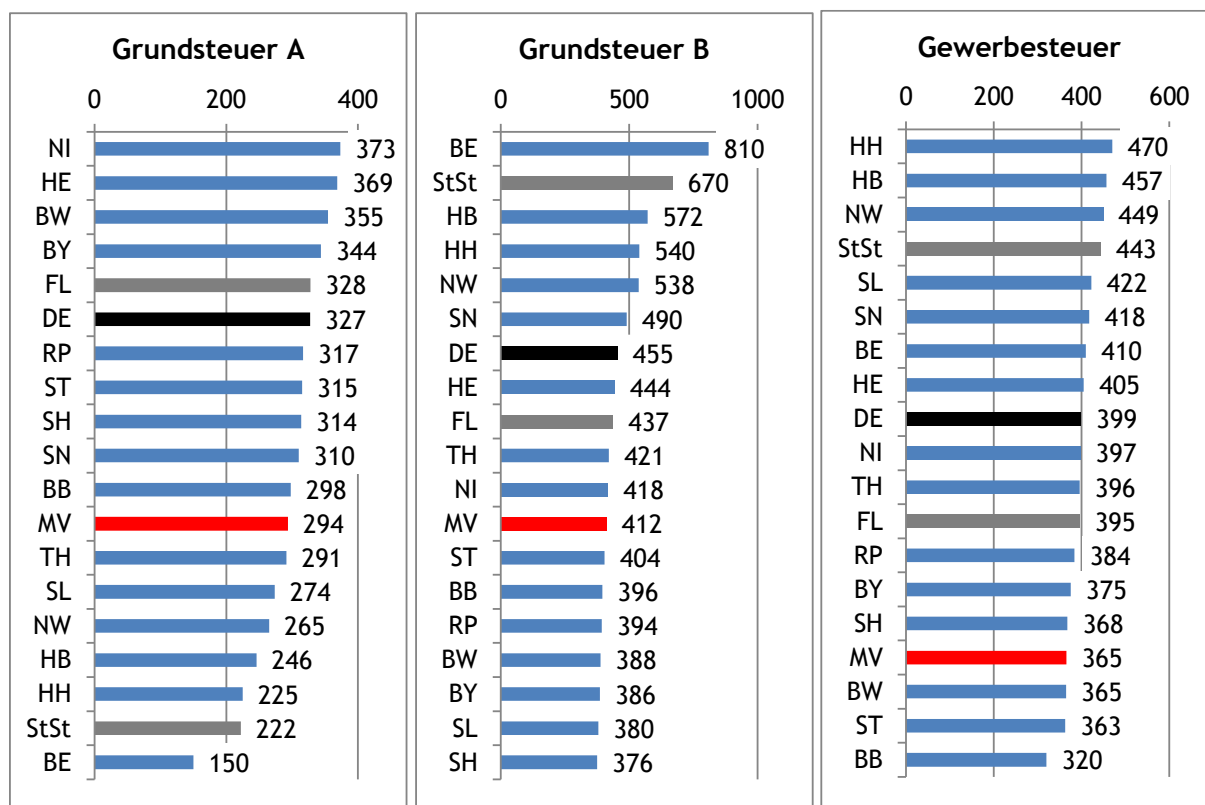 Grundsteuer A
0 200 400
NI 373
HE 369
BW 355
BY 344
FL 328
DE 327
RP 317
ST 315
SH 314
SN 310
BB 298
MV 294
TH 291
SL 274
NW 265
HB 246
HH 225
StSt 222
BE 150
Grundsteuer B
0 500 1000
BE 810
StSt 670
HB 572
HH 540
NW 538
SN 490
DE 455
HE 444
FL 437
TH 421
NI 418
MV 412
ST 404
BB 396
RP 394
BW 388
BY 386
SL 380
SH 376
Gewerbesteuer
0 200 400 600
HH 470
HB 457
NW 449
StSt 443
SL 422
SN 418
BE 410
HE 405
DE 399
NI 397
TH 396
FL 395
RP 384
BY 375
SH 368
MV 365
BW 365
ST 363
BB 320